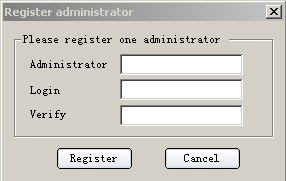 Register administrator
Please register one administrator
Administrator
Login
Verify
Register
Cancel